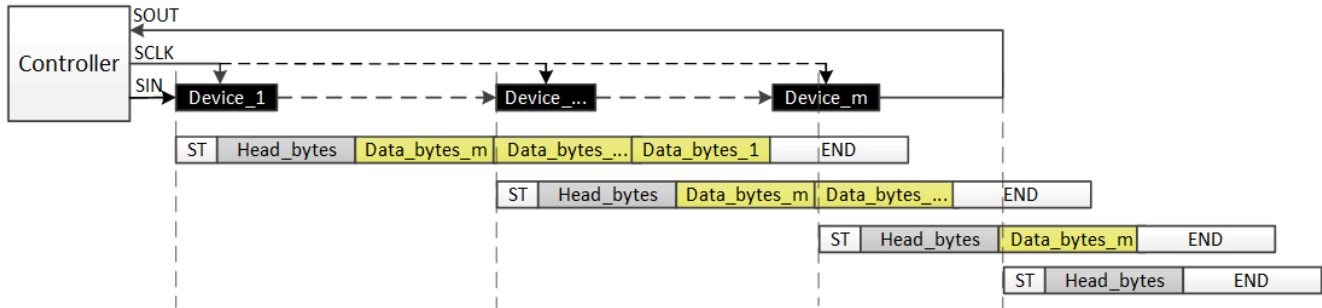 SOUT
SCLK
Controller
SIN
Device_1 Device_... Device_m
ST Head_bytes Data_bytes_m Data_bytes_... Data_bytes_1 END
ST Head_bytes Data_bytes_m Data_bytes_... END
ST Head_bytes Data_bytes_m END
ST Head_bytes END